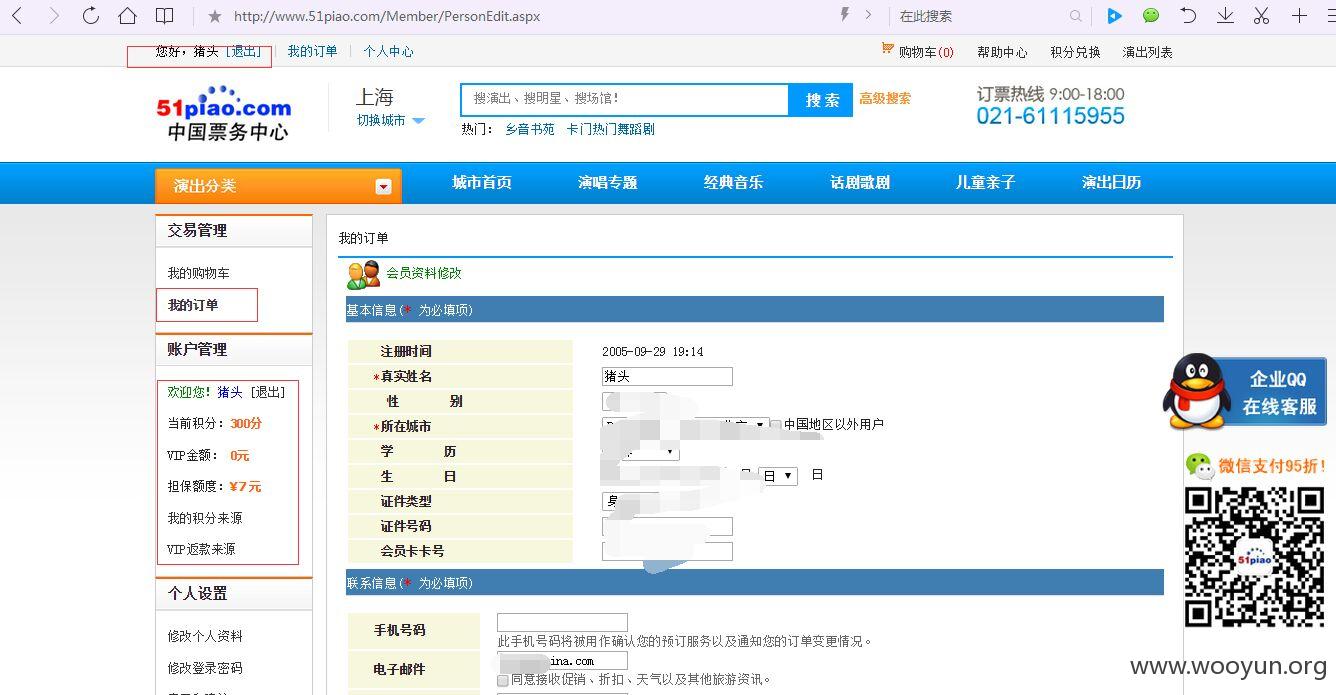 http://www.51piao.com/Member/PersonEdit.aspx
在此搜索
您好，猪头 [退出]
我的订单
个人中心
购物车(0)
帮助中心
积分兑换
演出列表
51piao.com
中国票务中心
上海
切换城市
搜演出、搜明星、搜场馆！
搜 索
高级搜索
热门： 乡音书苑 卡门热门舞蹈剧
订票热线 9:00-18:00
021-61115955
演出分类
城市首页
演唱专题
经典音乐
话剧歌剧
儿童亲子
演出日历
交易管理
我的购物车
我的订单
账户管理
欢迎您！猪头 [退出]
当前积分：300分
VIP金额： 0元
担保额度：¥7元
我的积分来源
VIP返款来源
个人设置
修改个人资料
修改登录密码
我的订单
会员资料修改
基本信息(* 为必填项)
注册时间
2005-09-29 19:14
*真实姓名
猪头
性 别
*所在城市
中国地区以外用户
学 历
生 日
日
日
证件类型
身
证件号码
会员卡卡号
联系信息(* 为必填项)
手机号码
此手机号码将被用作确认您的预订服务以及通知您的订单变更情况。
电子邮件
ina.com
同意接收促销、折扣、天气以及其他旅游资讯。
企业QQ
在线客服
微信支付95折！
51piao
www.wooyun.org